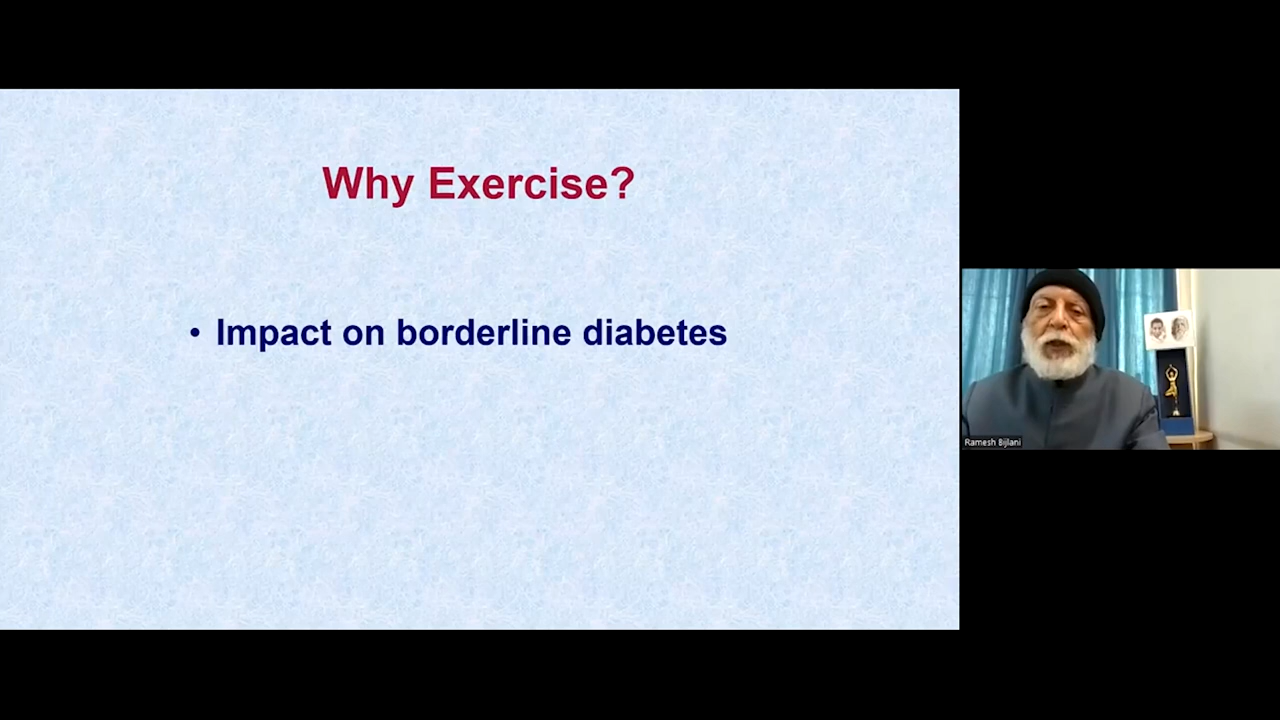 Why Exercise?
• Impact on borderline diabetes
Ramesh Bijlani